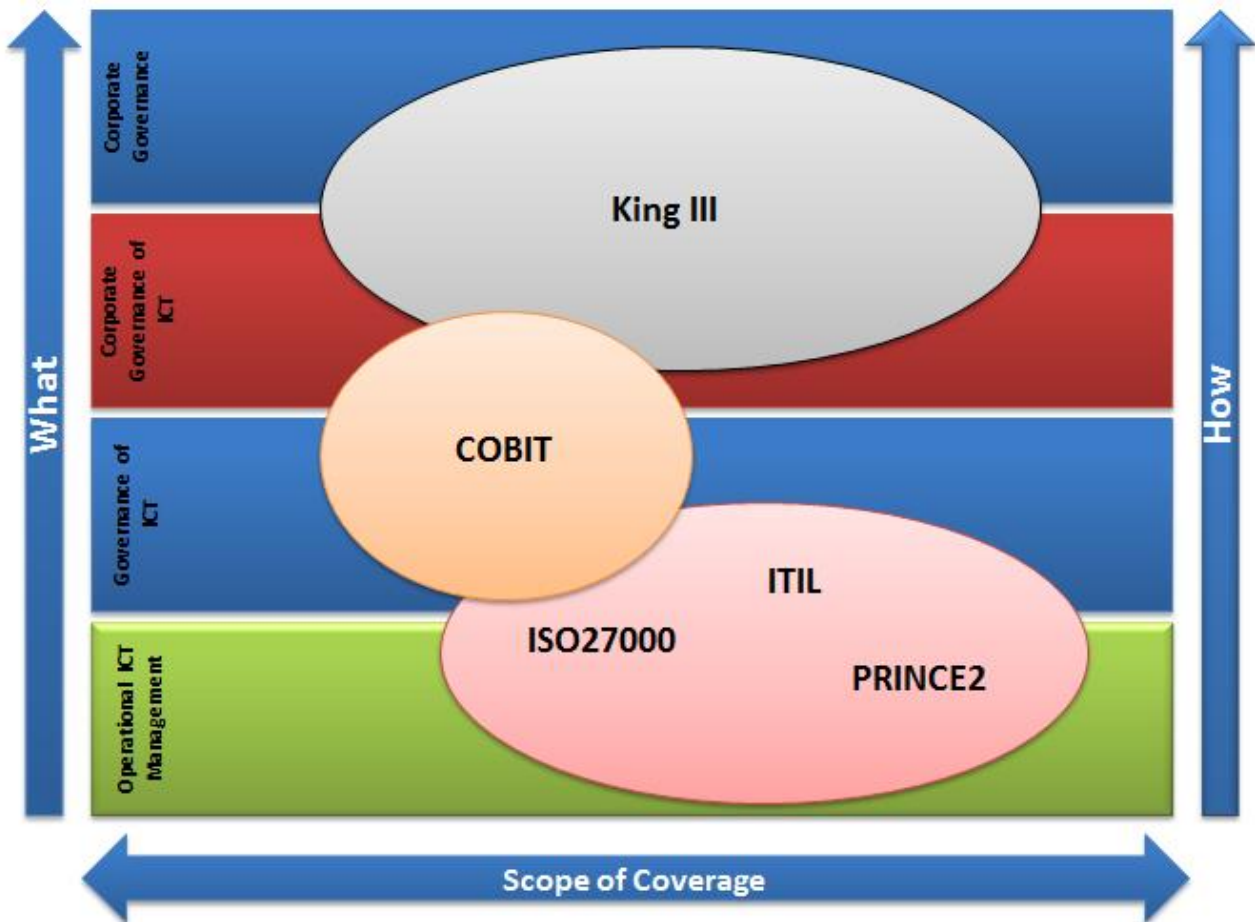 What
Corporate
Governance
King III
Corporate
Governance of
ICT
COBIT
Governance of
ICT
ITIL
ISO27000
PRINCE2
Operational ICT
Management
How
Scope of Coverage